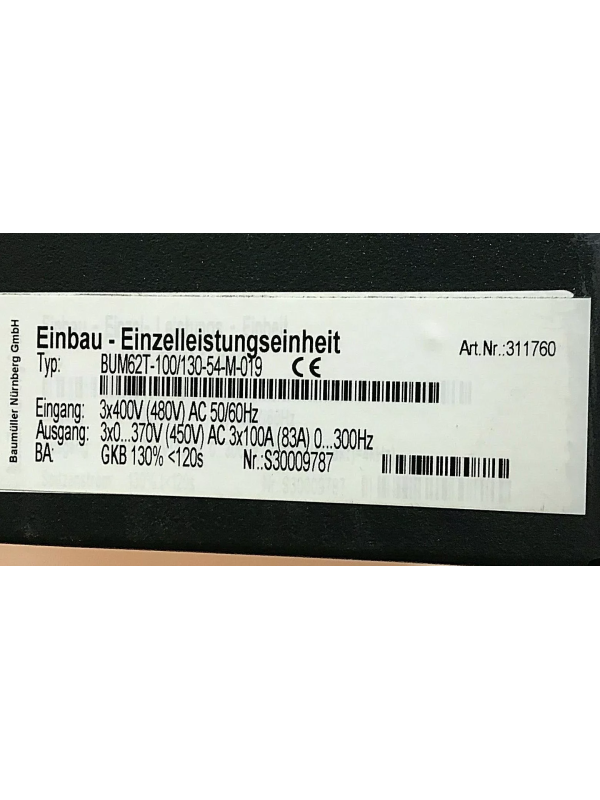 Baumüller Nürnberg GmbH
Einbau - Einzelleistungseinheit
Art.Nr.:311760
Typ: BUM62T-100/130-54-M-019 CE
Eingang: 3x400V (480V) AC 50/60Hz
Ausgang: 3x0...370V (450V) AC 3x100A (83A) 0...300Hz
BA: GKB 130% <120s Nr.:S30009787